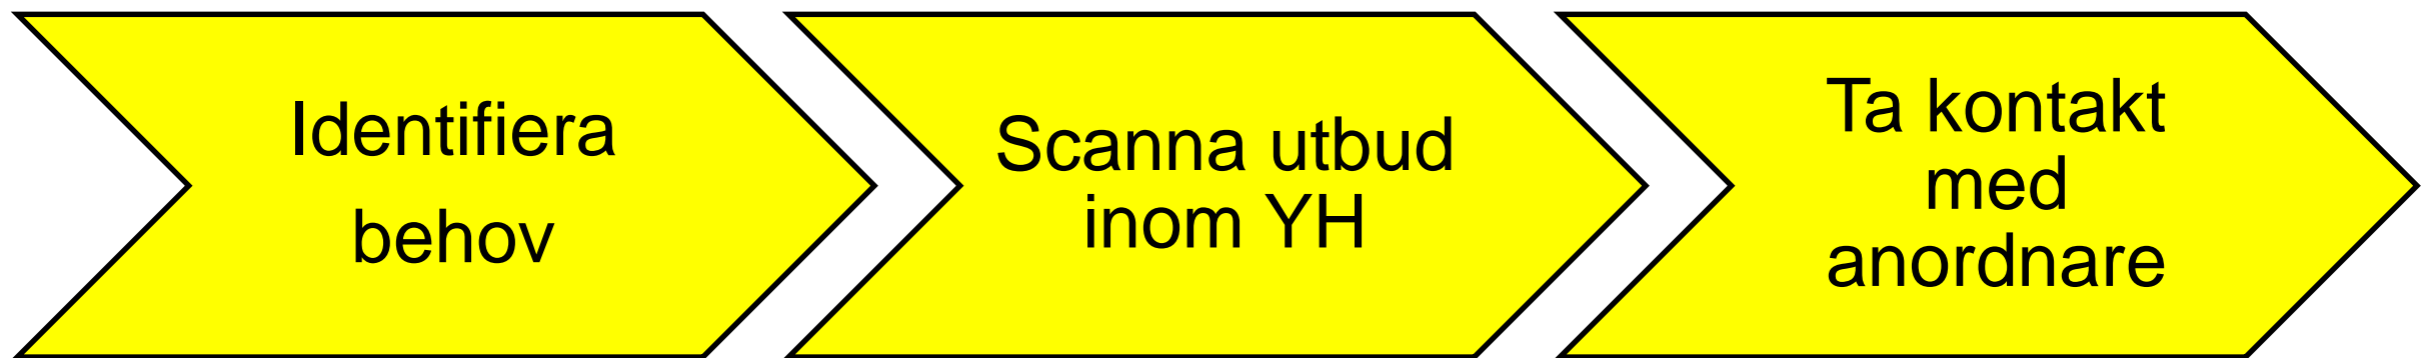 Identifiera
behov
Scanna utbud
inom YH
Ta kontakt
med
anordnare